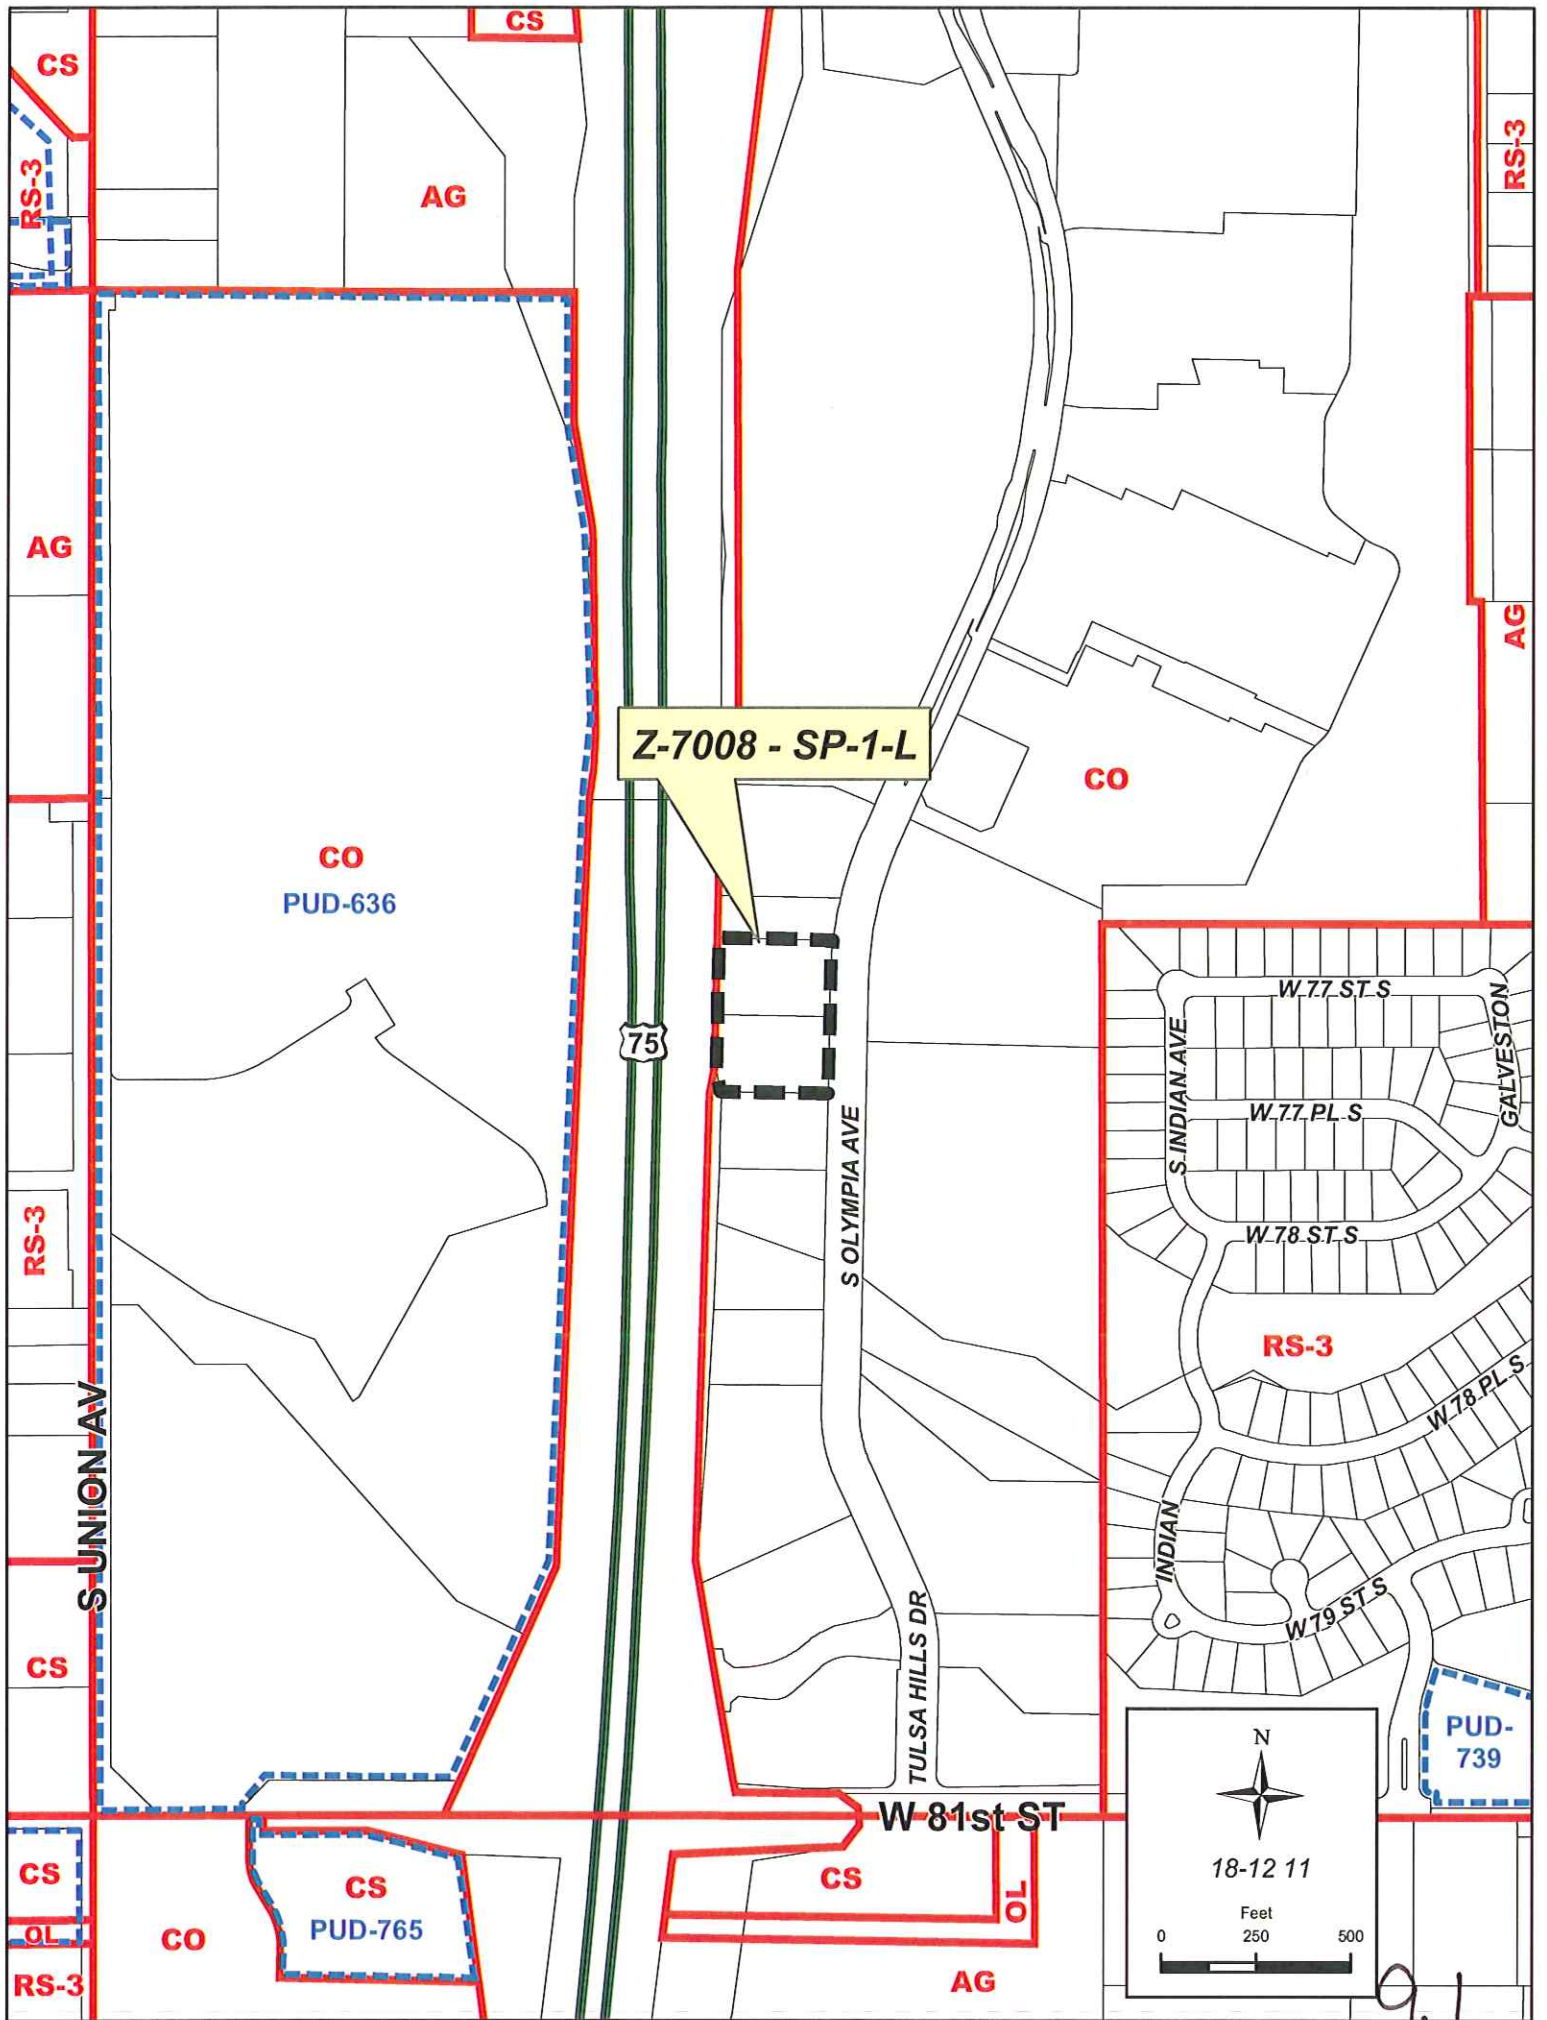 CS
CS
RS-3
RS-3
AG
AG
AG
Z-7008 - SP-1-L
CO
CO
PUD-636
75
W 77 ST S
S INDIAN AVE
GALVESTON
W 77 PL S
S OLYMPIA AVE
W 78 ST S
RS-3
RS-3
W 78 PL S
S UNION AV
INDIAN
W 79 ST S
TULSA HILLS DR
CS
PUD-
739
N
W 81st ST
18-12 11
Feet
0 250 500
CS
CS
PUD-765
CS
OL
OL
CO
RS-3
AG
9.1